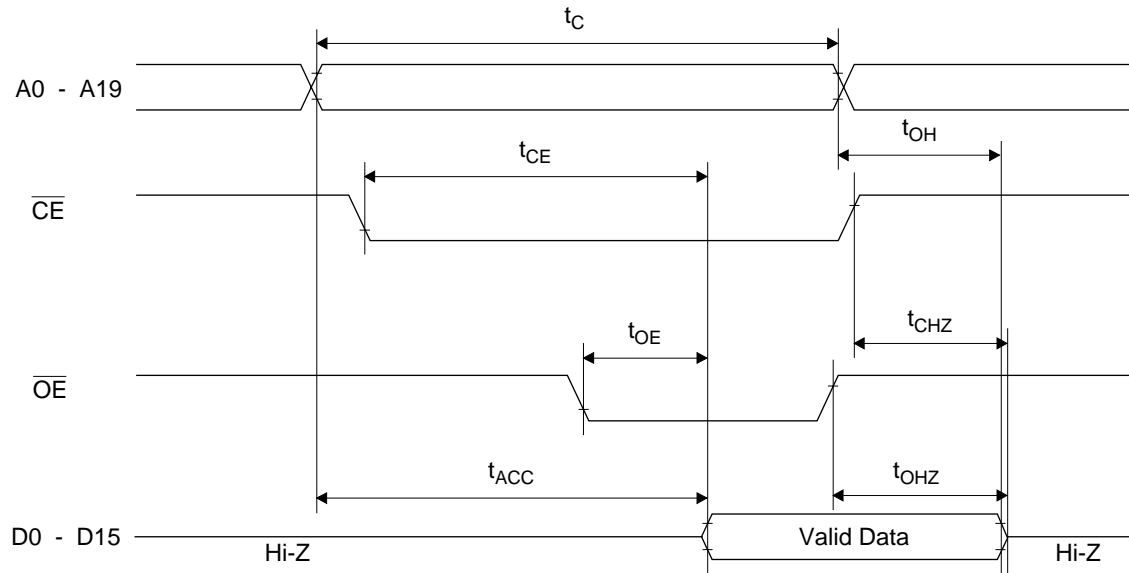 tC
A0 - A19
tOH
tCE
CE
tCHZ
tOE
OE
tACC
tOHZ
D0 - D15
Valid Data
Hi-Z
Hi-Z